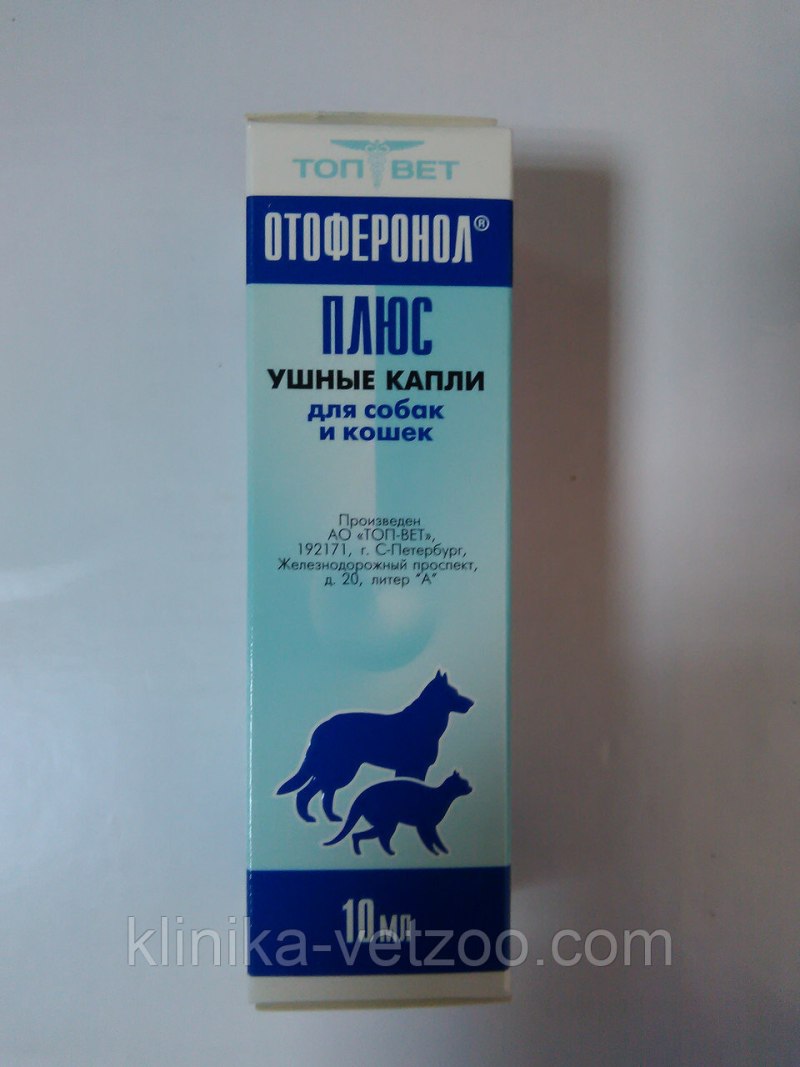 ТОП ВЕТ
ОТОФЕРОНОЛ®
ПЛЮС
УШНЫЕ КАПЛИ
для собак
и кошек
Произведен
АО «ТОП-ВЕТ»,
192171, г. С-Петербург,
Железнодорожный проспект,
д. 20, литер "А"
10 мл
klinika-vetzoo.com